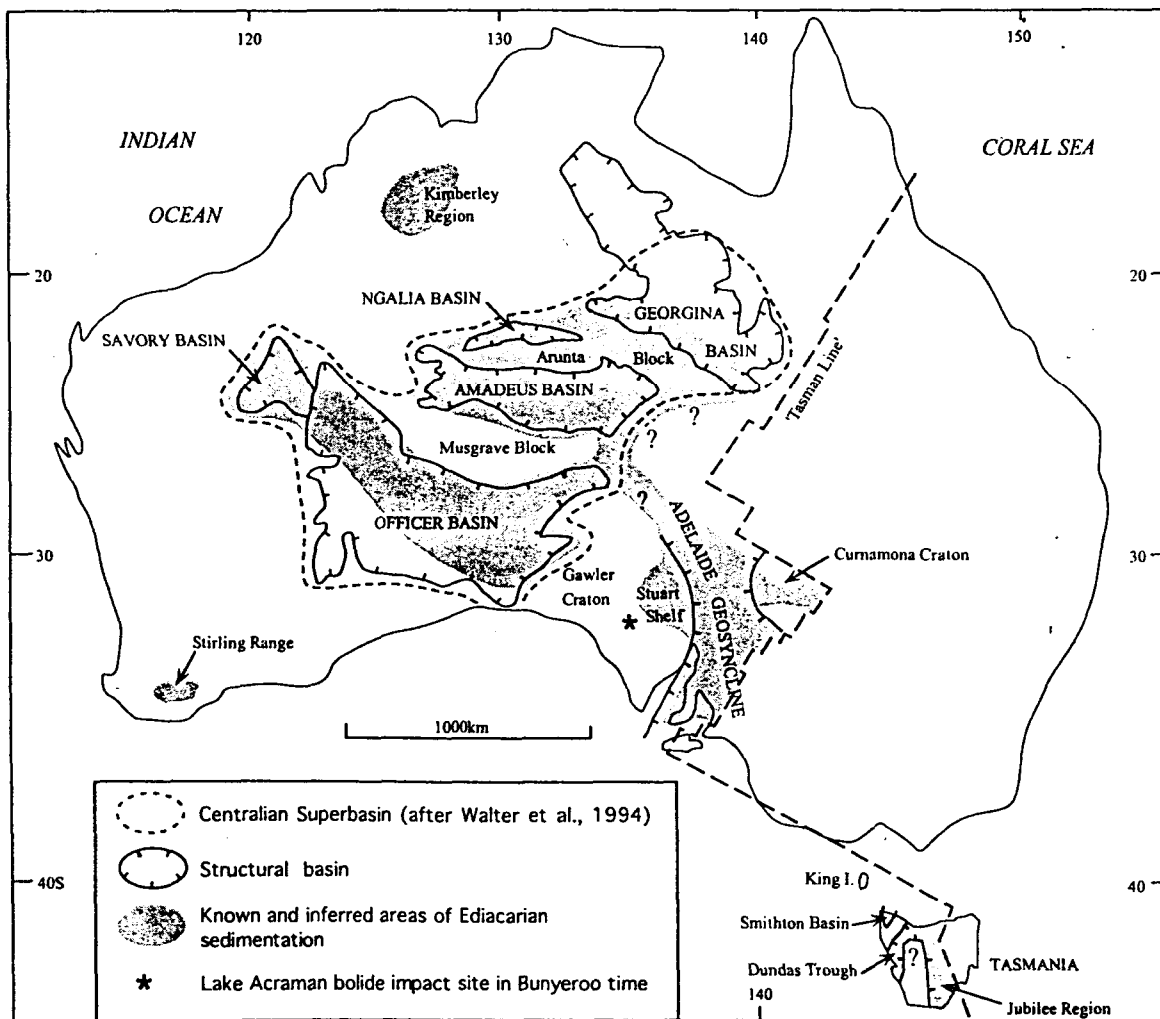 120
130
140
150
INDIAN
OCEAN
CORAL SEA
Kimberley
Region
20
20
NGALIA BASIN
GEORGINA
BASIN
SAVORY BASIN
Arunta
Block
AMADEUS BASIN
'Tasman Line'
?
?
Musgrave Block
?
OFFICER BASIN
ADELAIDE
GEOSYNCLINE
30
30
Curnamona Craton
Gawler
Craton
Stuart
Shelf
Stirling Range
1000km
Centralian Superbasin (after Walter et al., 1994)
Structural basin
Known and inferred areas of Ediacarian
sedimentation
Lake Acraman bolide impact site in Bunyeroo time
40S
40
King I.
Smithton Basin
Dundas Trough
?
TASMANIA
140
Jubilee Region